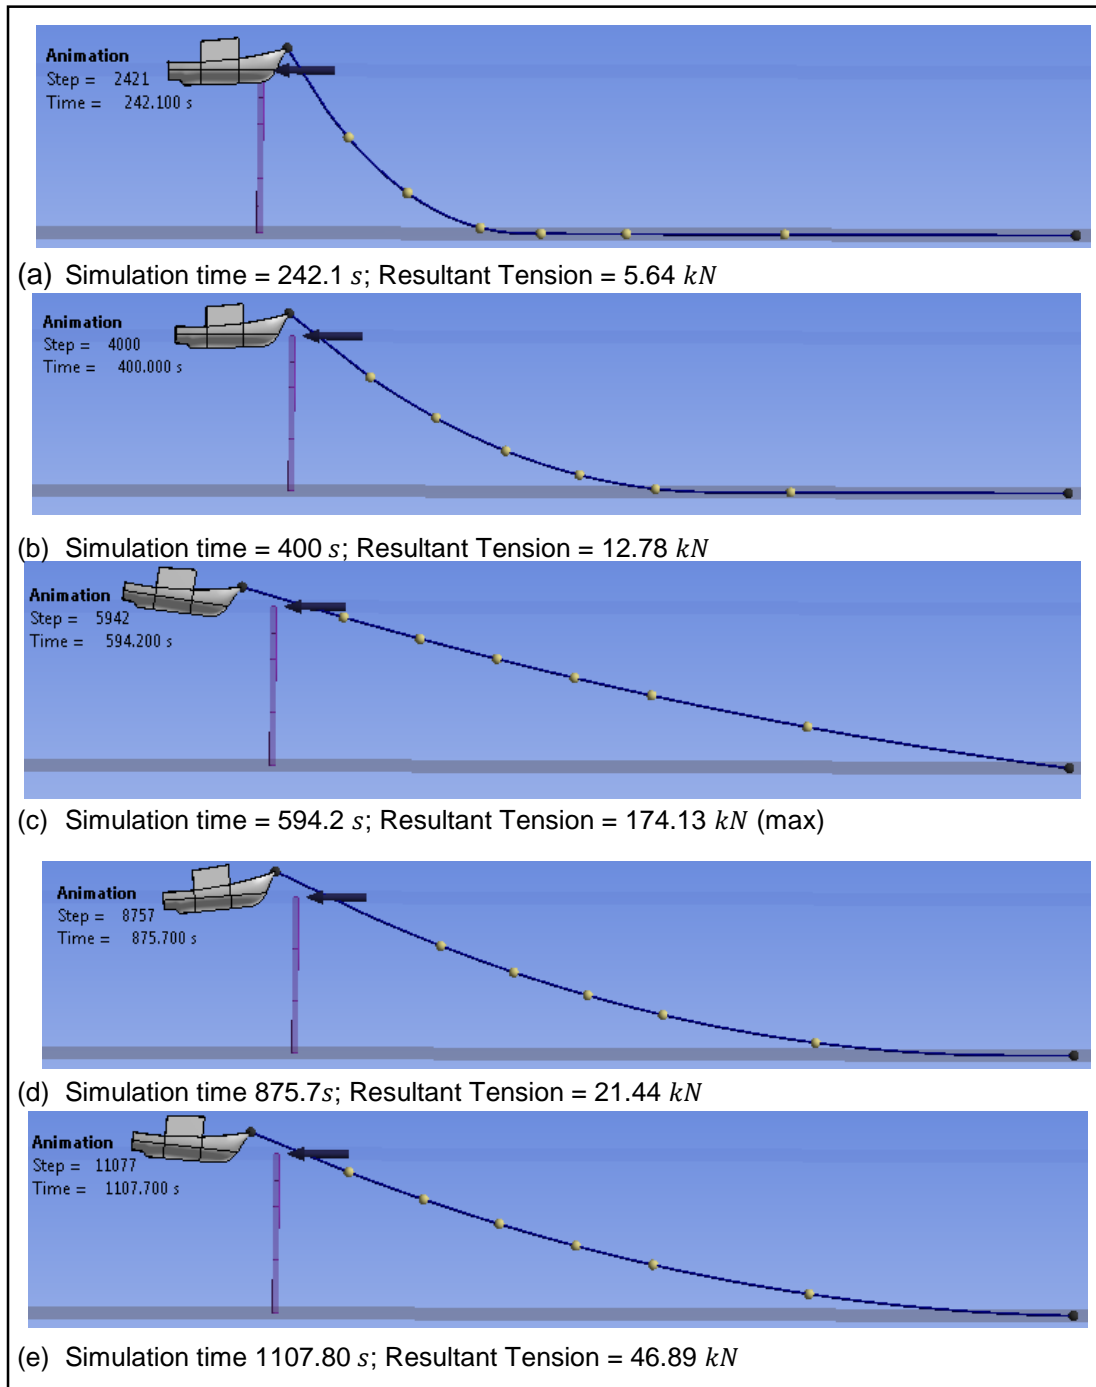 Animation
Step = 2421
Time = 242.100 s
(a) Simulation time = 242.1 s; Resultant Tension = 5.64 kN
Animation
Step = 4000
Time = 400.000 s
(b) Simulation time = 400 s; Resultant Tension = 12.78 kN
Animation
Step = 5942
Time = 594.200 s
(c) Simulation time = 594.2 s; Resultant Tension = 174.13 kN (max)
Animation
Step = 8757
Time = 875.700 s
(d) Simulation time 875.7s; Resultant Tension = 21.44 kN
Animation
Step = 11077
Time = 1107.700 s
(e) Simulation time 1107.80 s; Resultant Tension = 46.89 kN